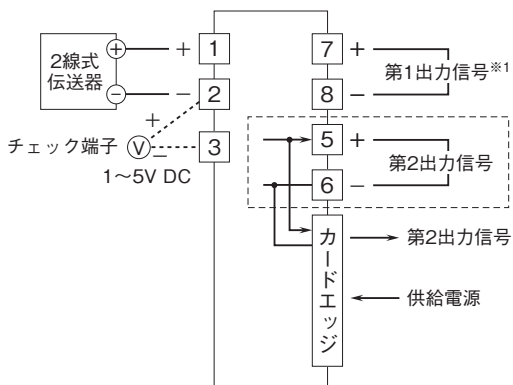 2線式
伝送器
+
−
+
−
1
2
3
+
−
チェック端子
V
1～5V DC
7
+
8
−
第1出力信号※1
5
+
6
−
第2出力信号
カードエッジ
第2出力信号
供給電源